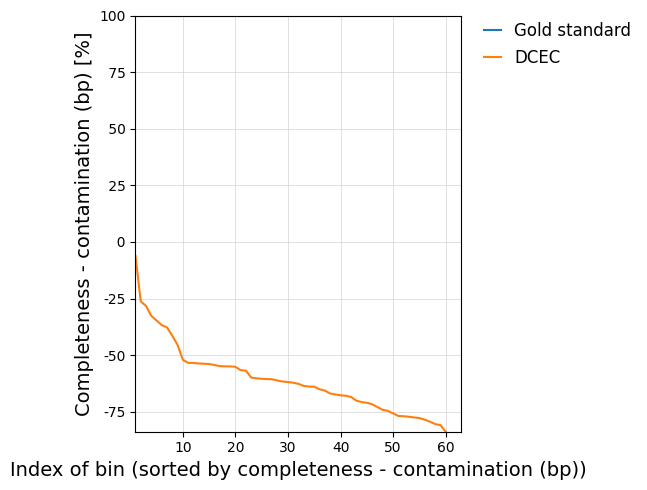 Completeness - contamination (bp) [%]
100
75
50
25
0
-25
-50
-75
10 20 30 40 50 60
Index of bin (sorted by completeness - contamination (bp))
Gold standard
DCEC